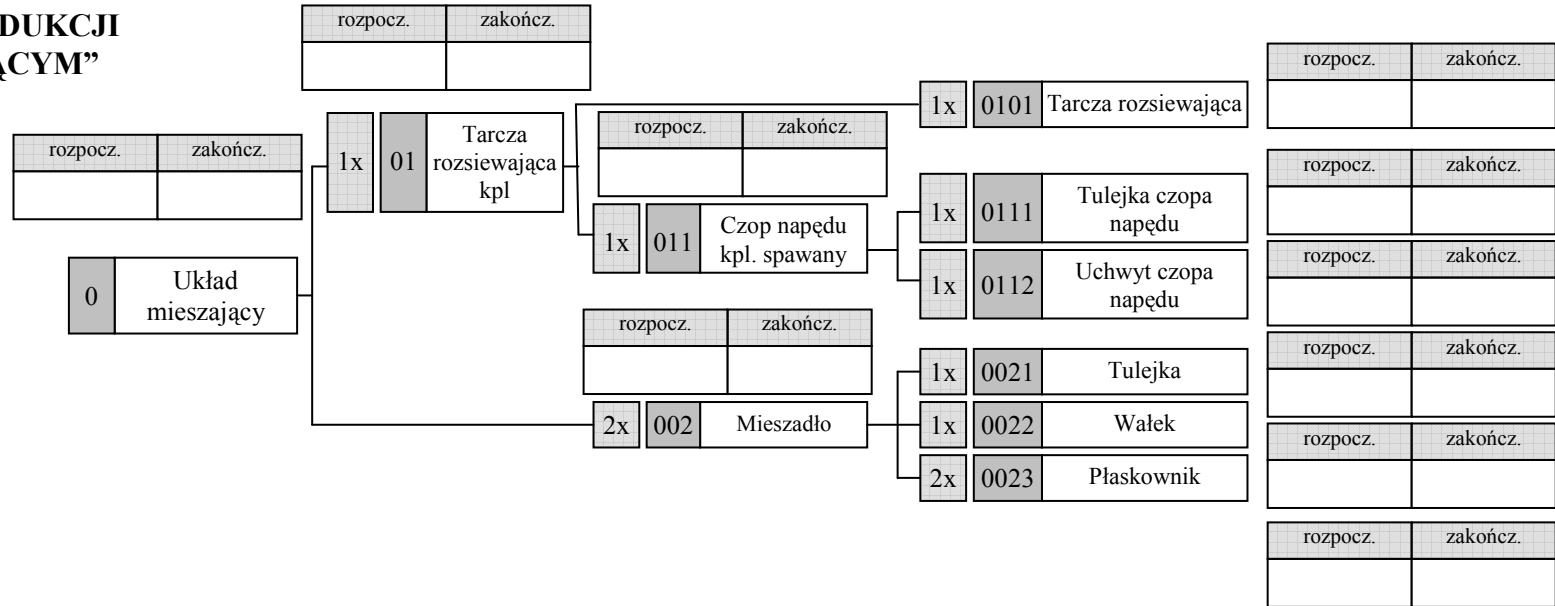 DUKCJI
ĄCYM”
rozpocz. zakończ.
rozpocz. zakończ.
1x 0101 Tarcza rozsiewająca
rozpocz. zakończ.
1x 01 Tarcza
rozsiewająca
kpl
rozpocz. zakończ.
rozpocz. zakończ.
rozpocz. zakończ.
1x 0111 Tulejka czopa
napędu
1x 011 Czop napędu
kpl. spawany
rozpocz. zakończ.
1x 0112 Uchwyt czopa
napędu
0 Układ
mieszający
rozpocz. zakończ.
rozpocz. zakończ.
1x 0021 Tulejka
2x 002 Mieszadło
1x 0022 Wałek
rozpocz. zakończ.
2x 0023 Płaskownik
rozpocz. zakończ.